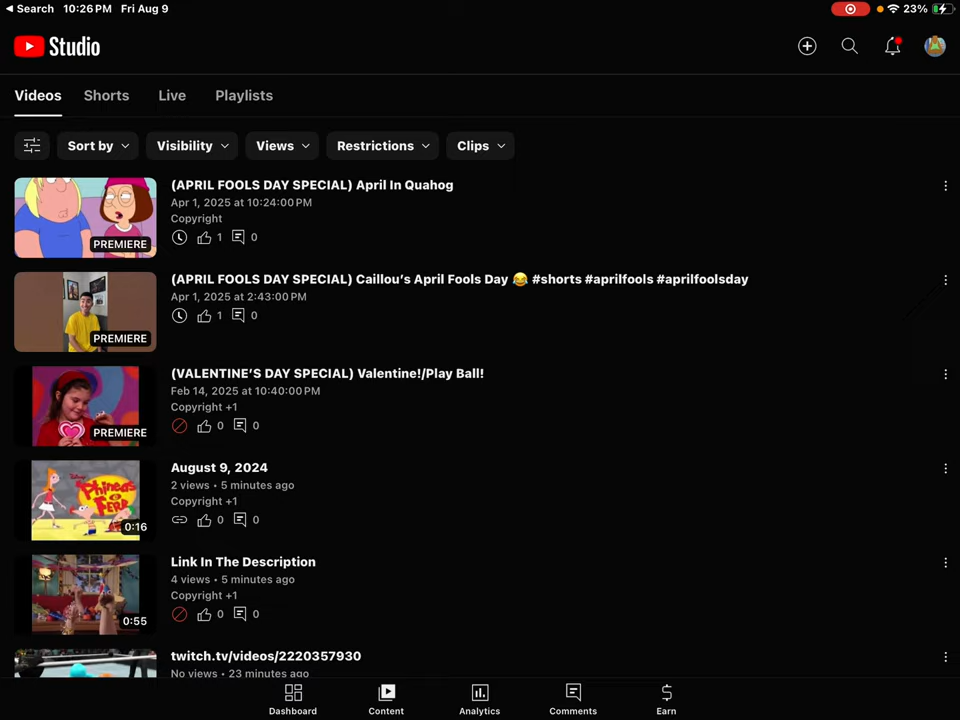 Search 10:26 PM Fri Aug 9 23%
Studio
Videos Shorts Live Playlists
Sort by Visibility Views Restrictions Clips
(APRIL FOOLS DAY SPECIAL) April In Quahog
Apr 1, 2025 at 10:24:00 PM
Copyright
1 0
PREMIERE
(APRIL FOOLS DAY SPECIAL) Caillou’s April Fools Day 😂 #shorts #aprilfools #aprilfoolsday
Apr 1, 2025 at 2:43:00 PM
1 0
PREMIERE
(VALENTINE’S DAY SPECIAL) Valentine!/Play Ball!
Feb 14, 2025 at 10:40:00 PM
Copyright +1
0 0
PREMIERE
August 9, 2024
2 views • 5 minutes ago
Copyright +1
0 0
Phineas and Ferb
0:16
Link In The Description
4 views • 5 minutes ago
Copyright +1
0 0
0:55
twitch.tv/videos/2220357930
No views • 23 minutes ago
Dashboard Content Analytics Comments Earn